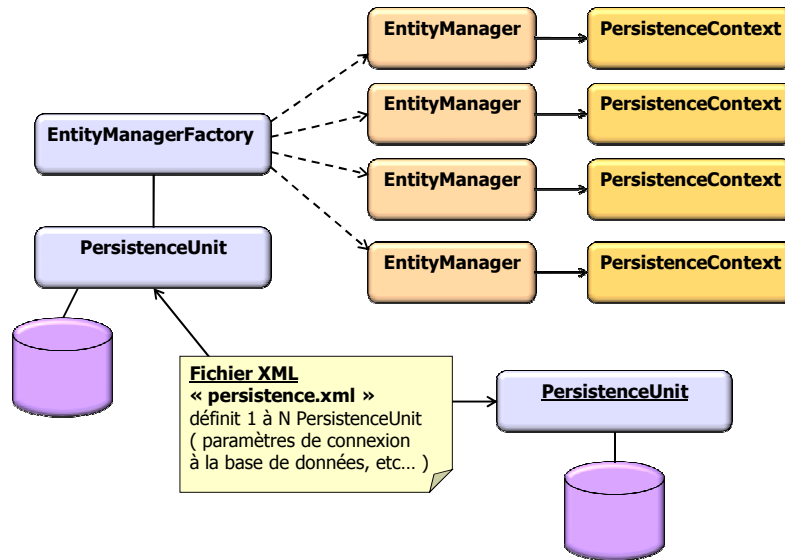 EntityManager
PersistenceContext
EntityManager
PersistenceContext
EntityManagerFactory
EntityManager
PersistenceContext
PersistenceUnit
EntityManager
PersistenceContext
Fichier XML
« persistence.xml »
définit 1 à N PersistenceUnit
( paramètres de connexion
à la base de données, etc... )
PersistenceUnit